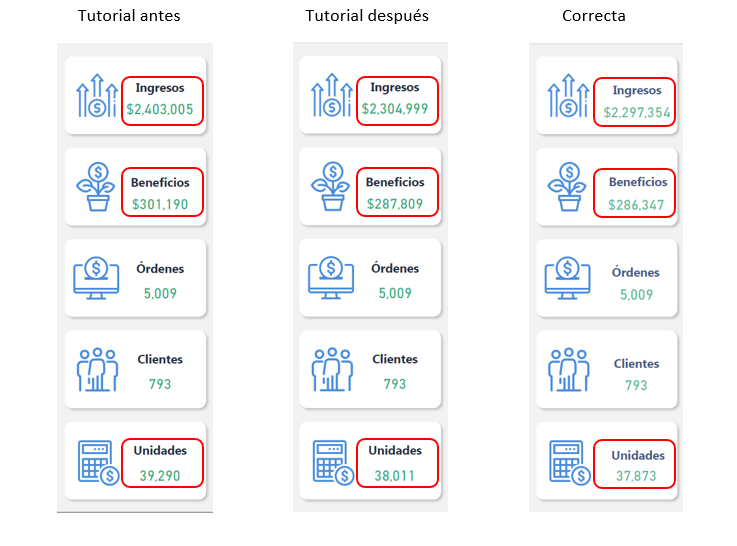 Tutorial antes
Ingresos
$2,403,005
Beneficios
$301,190
Órdenes
5,009
Clientes
793
Unidades
39,290
Tutorial después
Ingresos
$2,304,999
Beneficios
$287,809
Órdenes
5,009
Clientes
793
Unidades
38,011
Correcta
Ingresos
$2,297,354
Beneficios
$286,347
Órdenes
5,009
Clientes
793
Unidades
37,873